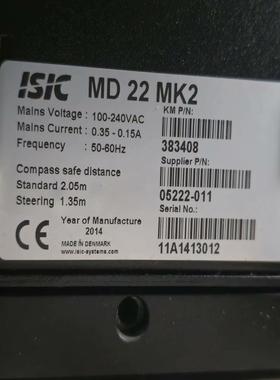 ISIC MD 22 MK2
Mains Voltage : 100-240VAC
Mains Current : 0.35 - 0.15A
Frequency : 50-60Hz
Compass safe distance
Standard 2.05m
Steering 1.35m
Year of Manufacture
2014
CE
MADE IN DENMARK
www.isic-systems.com
KM P/N:
383408
Supplier P/N:
05222-011
Serial No.:
11A1413012